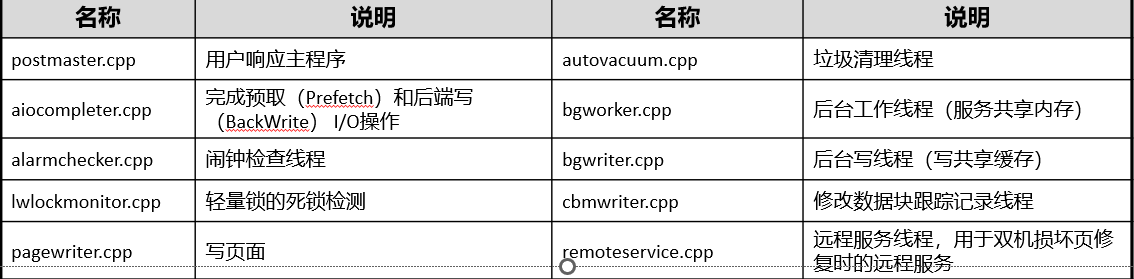 名称 说明 名称 说明
postmaster.cpp 用户响应主程序 autovacuum.cpp 垃圾清理线程
aiocompleter.cpp 完成预取（Prefetch）和后端写
（BackWrite） I/O操作 bgworker.cpp 后台工作线程（服务共享内存）
alarmchecker.cpp 闹钟检查线程 bgwriter.cpp 后台写线程（写共享缓存）
lwlockmonitor.cpp 轻量锁的死锁检测 cbmwriter.cpp 修改数据块跟踪记录线程
pagewriter.cpp 写页面 remoteservice.cpp 远程服务线程，用于双机损坏页修
复时的远程服务